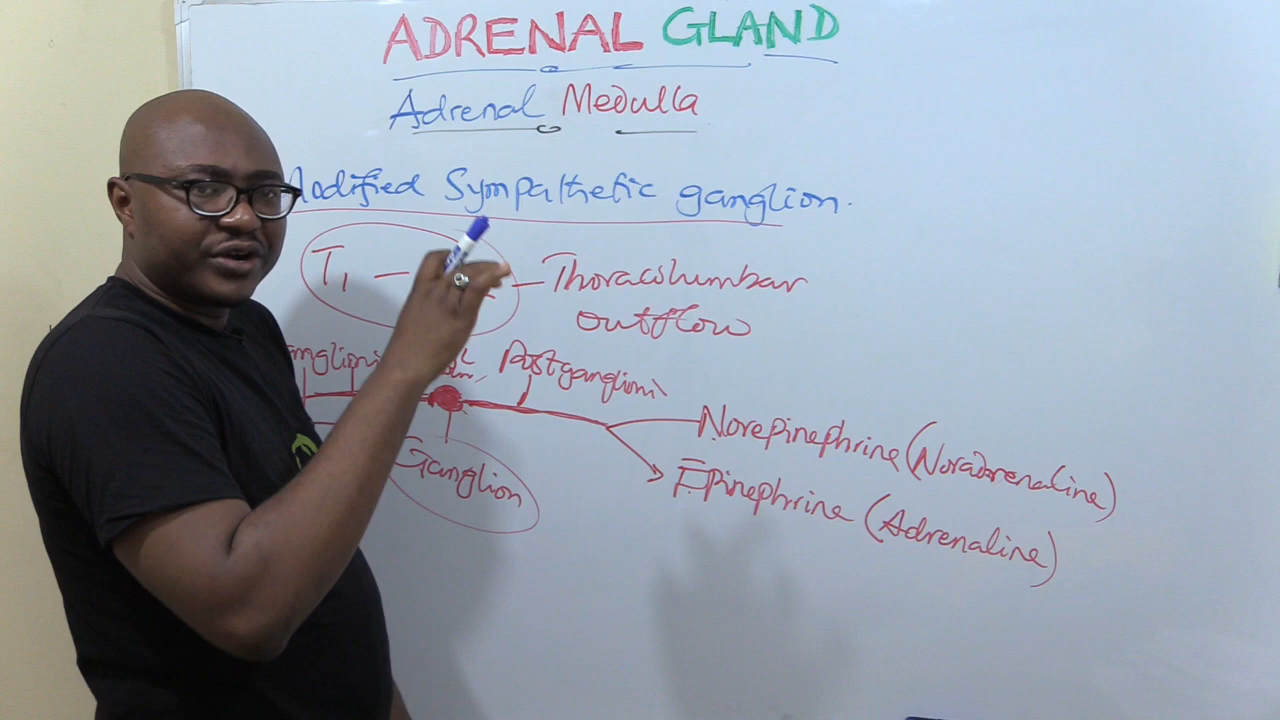 ADRENAL GLAND
Adrenal Medulla
Modified Sympathetic ganglion.
T1 — — Thoracolumbar
outflow
Postganglioni
Norepinephrine (Noradrenaline)
Ganglion
Epinephrine (Adrenaline)